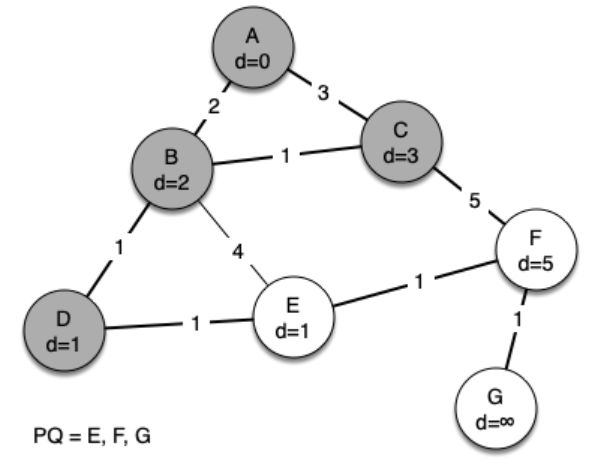 A
d=0
2
3
C
d=3
B
d=2
1
5
F
d=5
1
4
1
E
d=1
D
d=1
1
1
G
d=∞
PQ = E, F, G